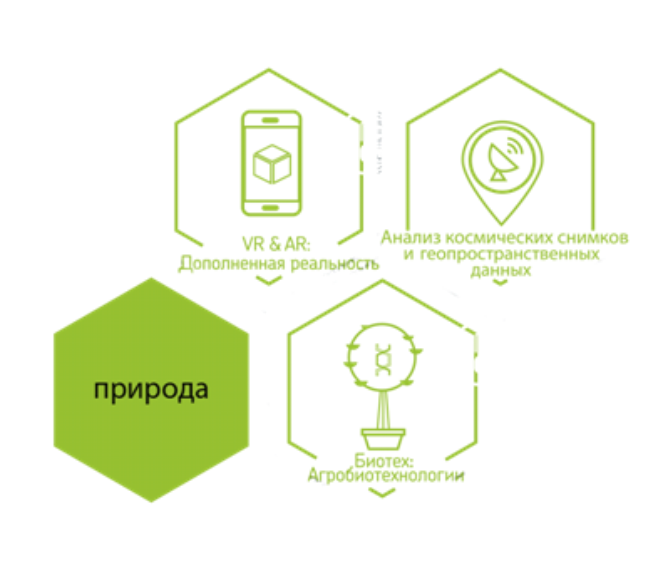 VR & AR:
Дополненная реальность
Анализ космических снимков
и геопространственных
данных
природа
Биотех:
Агробиотехнологии